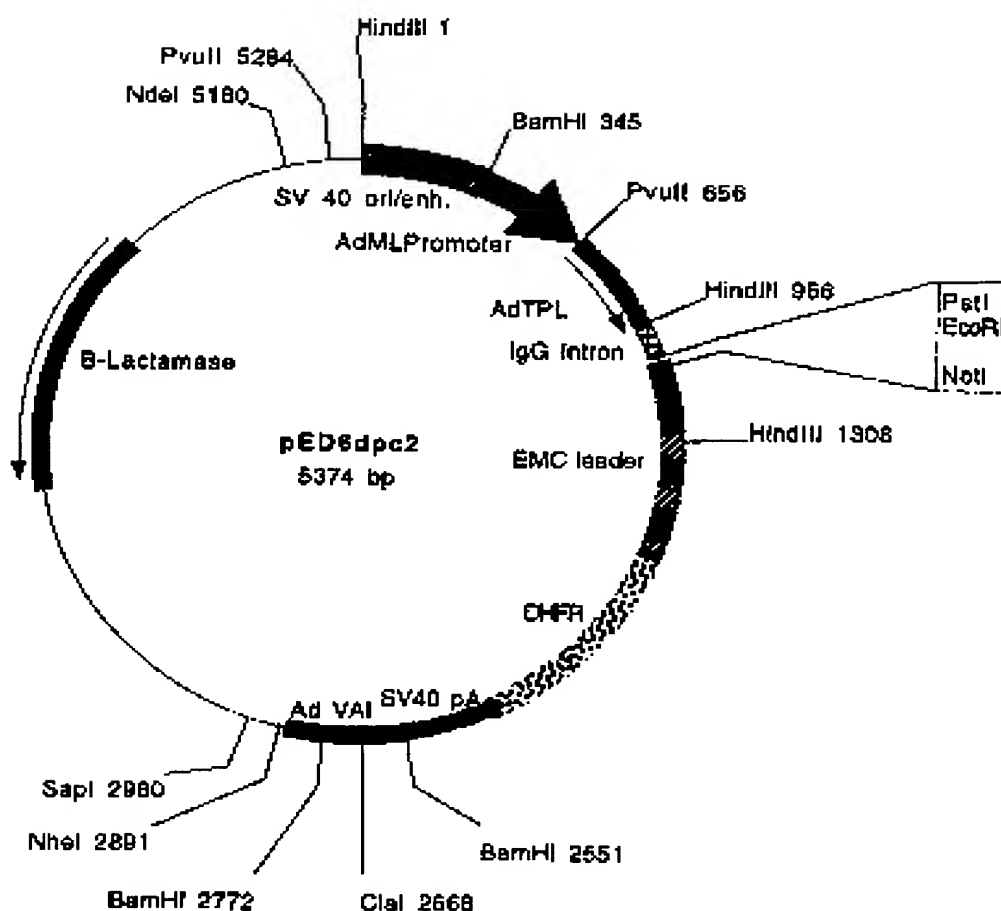 HindIII 1
PvuII 5284
NdeI 5180
BamHI 345
SV 40 ori/enh.
PvuII 656
AdMLPromoter
HindIII 966
AdTPL
PstI
EcoRI
IgG Intron
B-Lactamase
NotI
pED6dpc2
5374 bp
HindIII 1308
EMC leader
DHFR
SV40 pA
Ad VAI
SapI 2980
NheI 2891
BamHI 2551
BamHI 2772
ClaI 2668